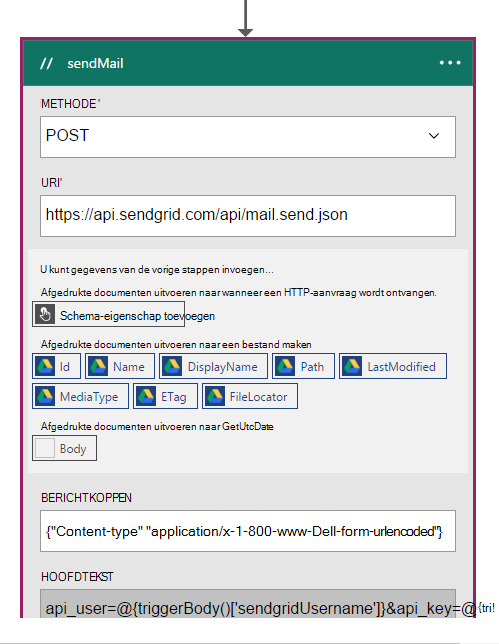 // sendMail
METHODE'
POST
URI'
https://api.sendgrid.com/api/mail.send.json
U kunt gegevens van de vorige stappen invoegen...
Afgedrukte documenten uitvoeren naar wanneer een HTTP-aanvraag wordt ontvangen.
Schema-eigenschap toevoegen
Afgedrukte documenten uitvoeren naar een bestand maken
Id Name DisplayName Path LastModified
MediaType ETag FileLocator
Afgedrukte documenten uitvoeren naar GetUtcDate
Body
BERICHTKOPPEN
{"Content-type" "application/x-1-800-www-Dell-form-urlencoded"}
HOOFDTEKST
api_user=@{triggerBody()['sendgridUsername']}&api_key=@{tri!